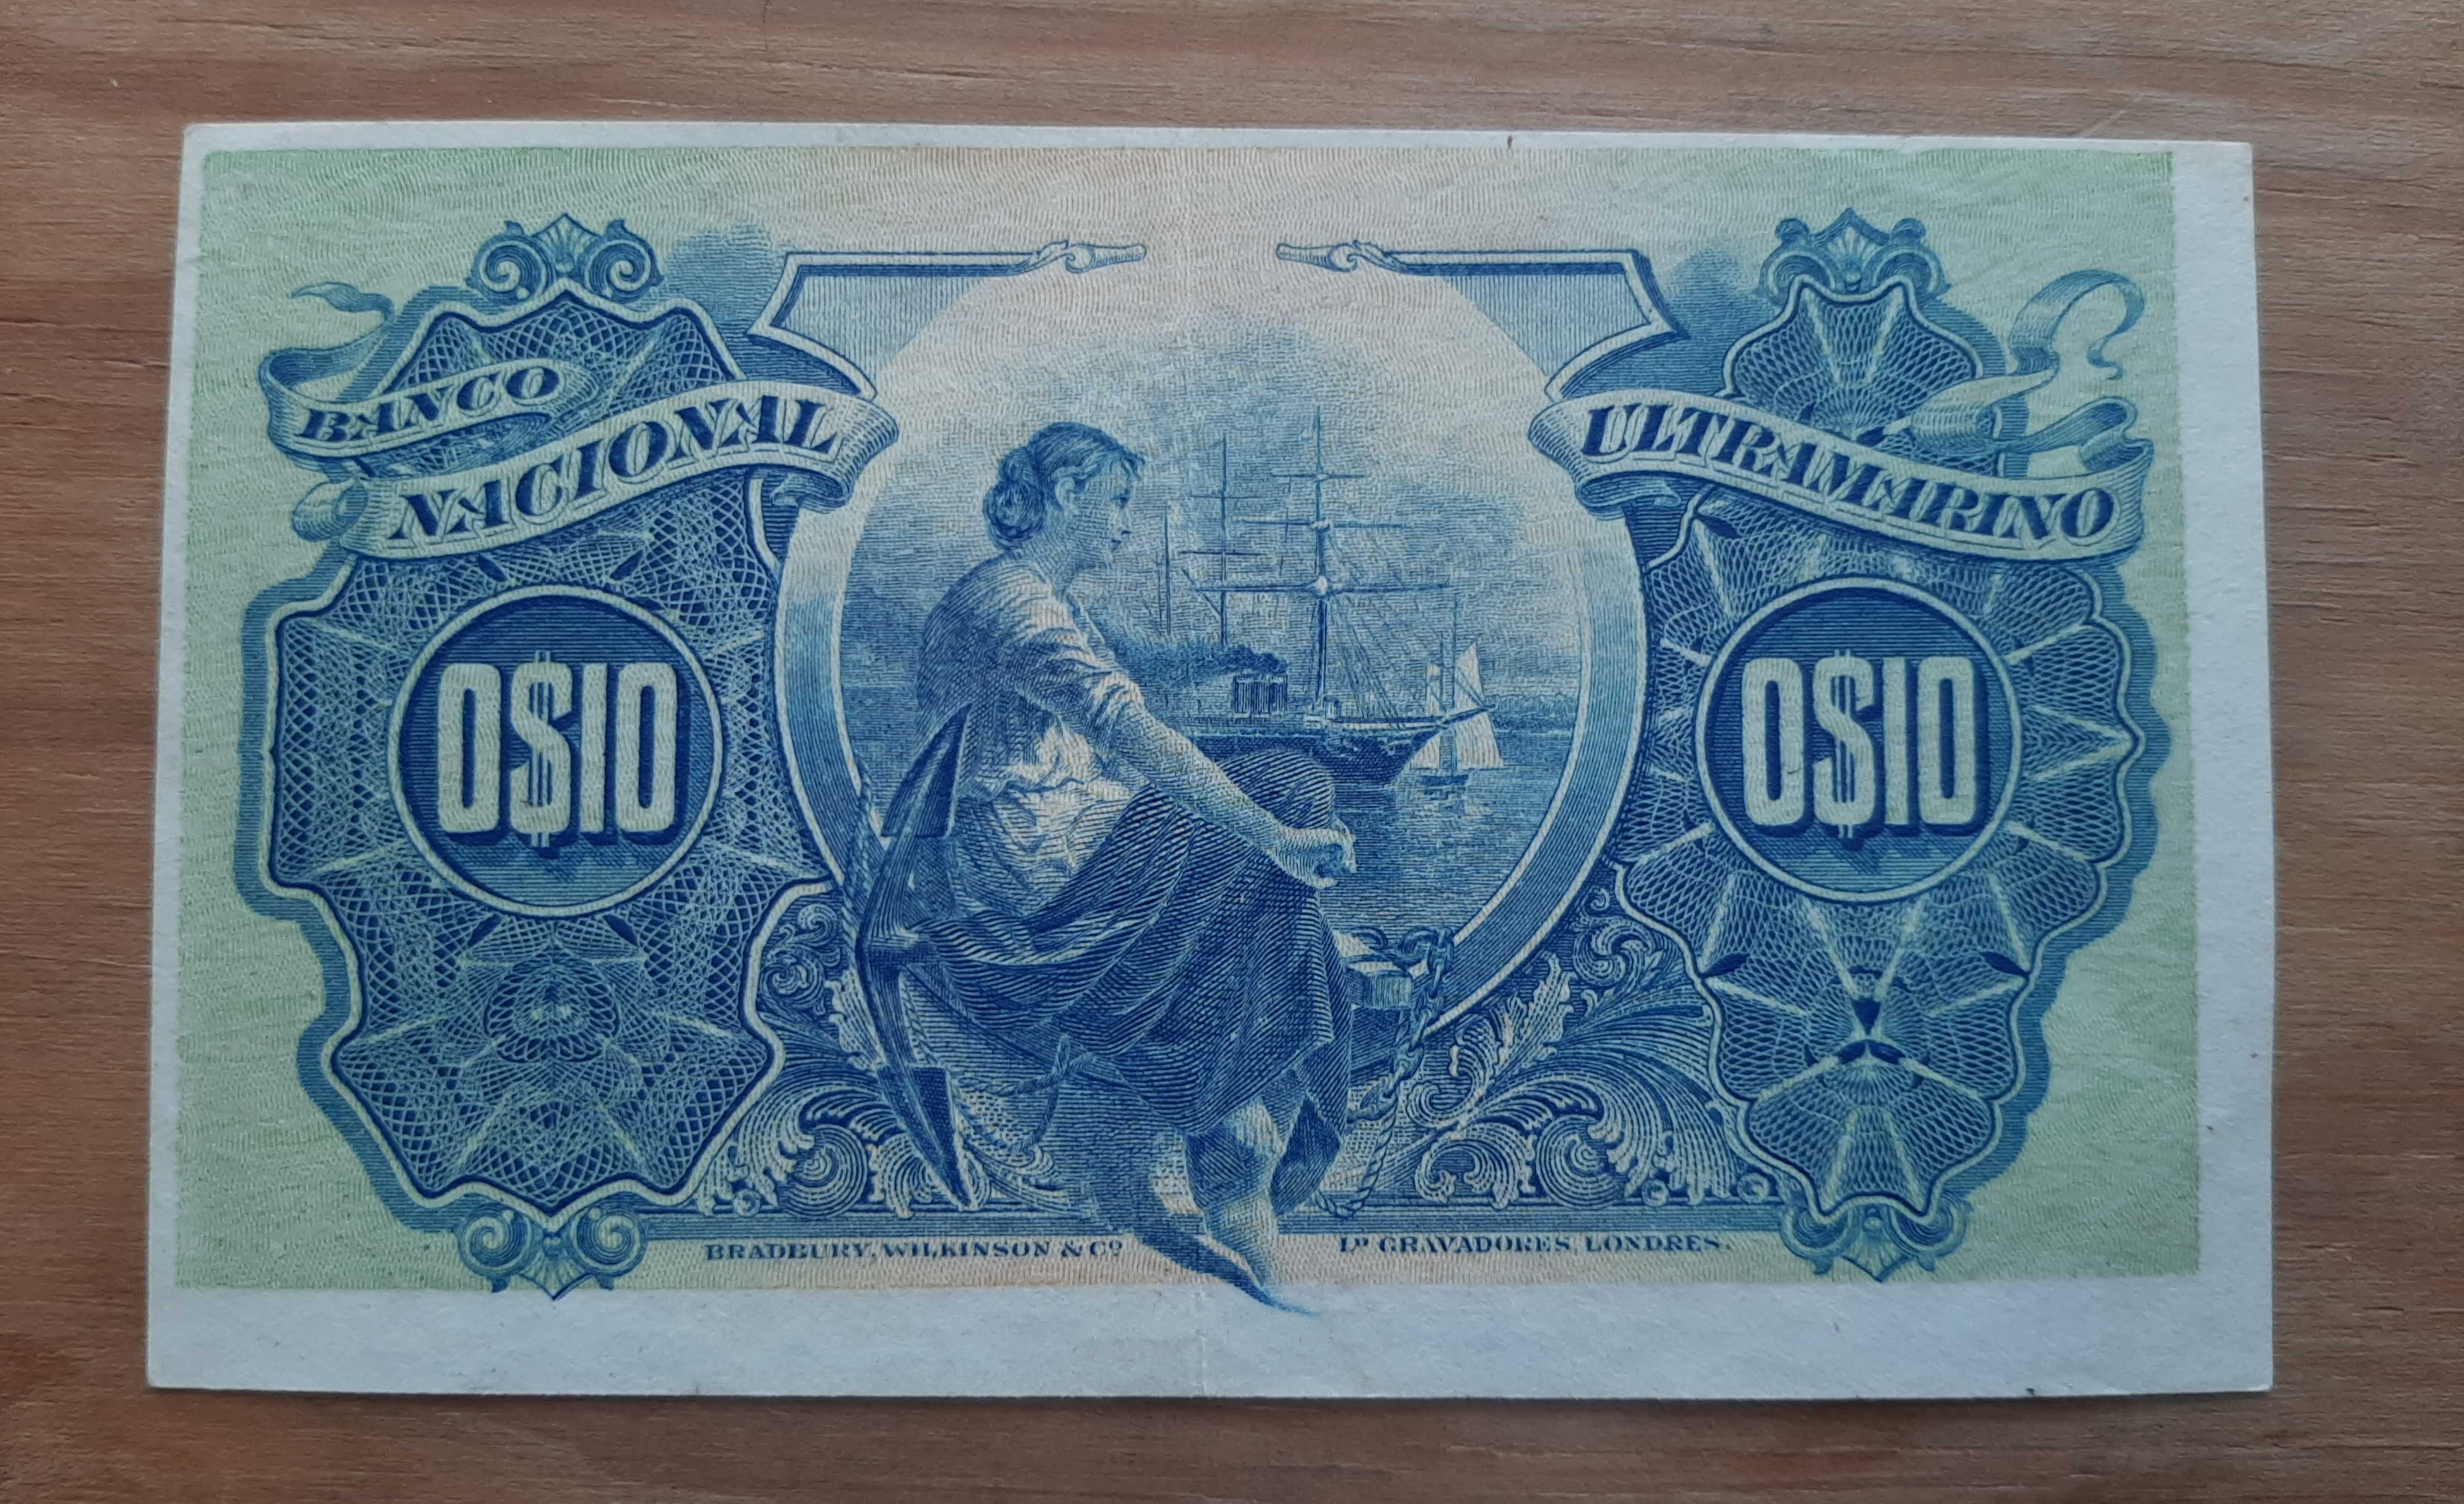 BANCO
NACIONAL
ULTRAMARINO
0$10
0$10
BRADBURY, WILKINSON & Cº
Lᴰ GRAVADORES, LONDRES.